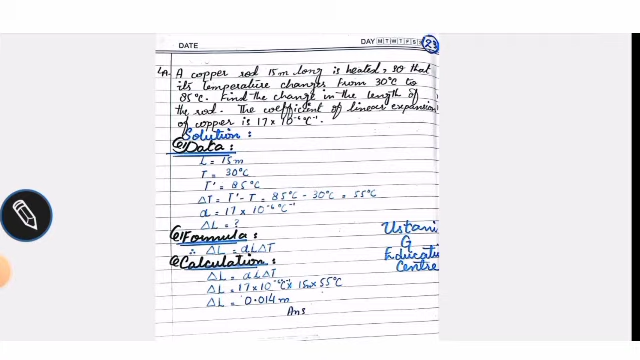 DATE
DAY M T W T F S S
23
4A. A copper rod 15m long is heated, so that
its temperature changes from 30°C to
85°C. Find the change in the length of
the rod. The coefficient of linear expansion
of copper is 17 × 10⁻⁶ °C⁻¹.
Solution:
Data:
L = 15m
T = 30°C
T' = 85°C
ΔT = T' - T = 85°C - 30°C = 55°C
α = 17 × 10⁻⁶ °C⁻¹
ΔL = ?
Formula:
∴ ΔL = αLΔT
Calculation:
ΔL = αLΔT
ΔL = 17 × 10⁻⁶ °C⁻¹ × 15m × 55°C
ΔL = 0.014 m
Ans
Ustani
G
Educati
Centre